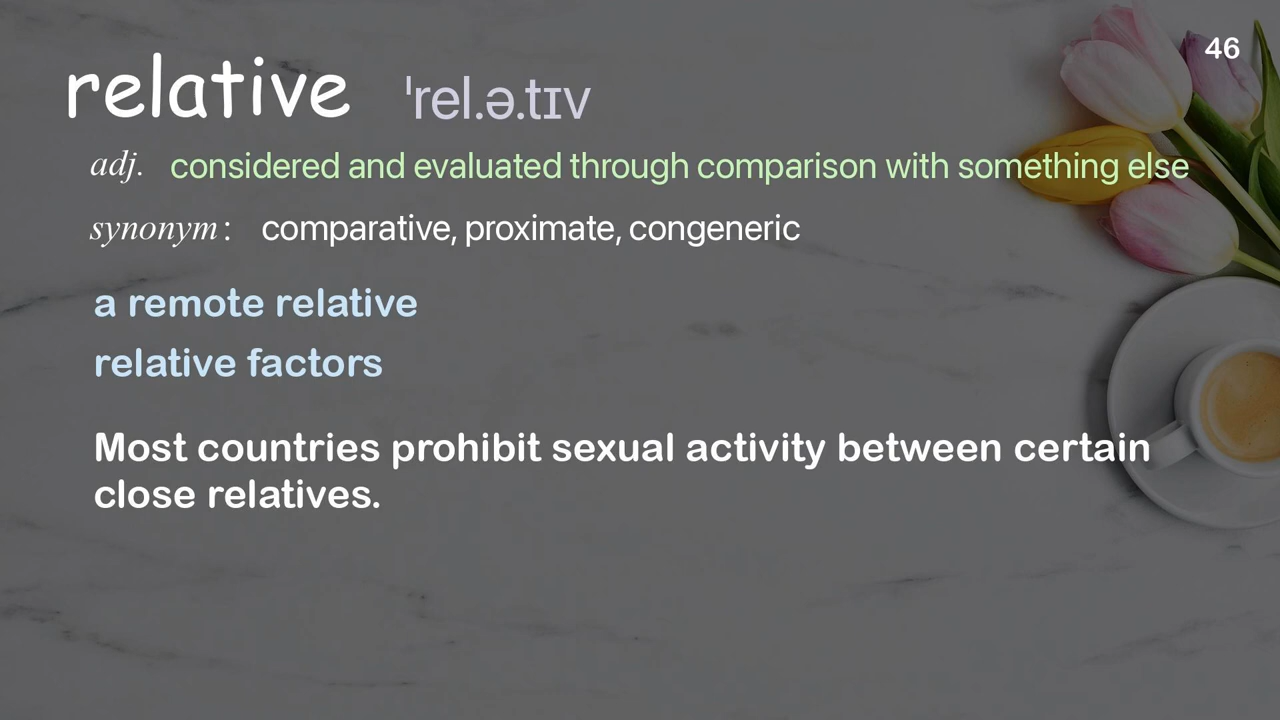 46
relative ˈrel.ə.tɪv
adj. considered and evaluated through comparison with something else
synonym: comparative, proximate, congeneric
a remote relative
relative factors
Most countries prohibit sexual activity between certain
close relatives.